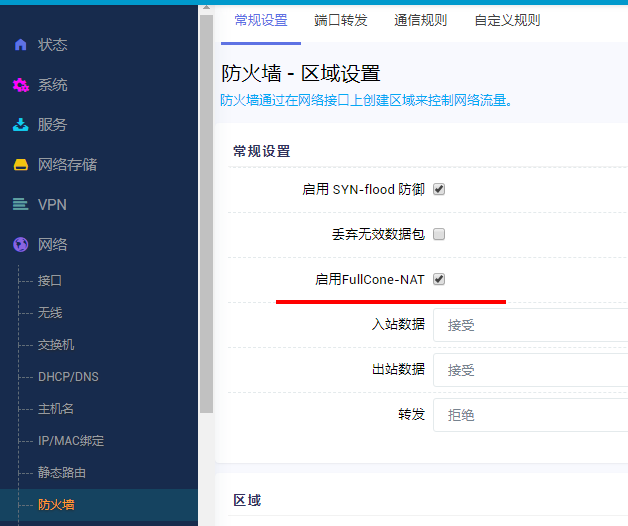 状态
系统
服务
网络存储
VPN
网络
接口
无线
交换机
DHCP/DNS
主机名
IP/MAC绑定
静态路由
防火墙
常规设置 端口转发 通信规则 自定义规则
防火墙 - 区域设置
防火墙通过在网络接口上创建区域来控制网络流量。
常规设置
启用 SYN-flood 防御
丢弃无效数据包
启用FullCone-NAT
入站数据 接受
出站数据 接受
转发 拒绝
区域